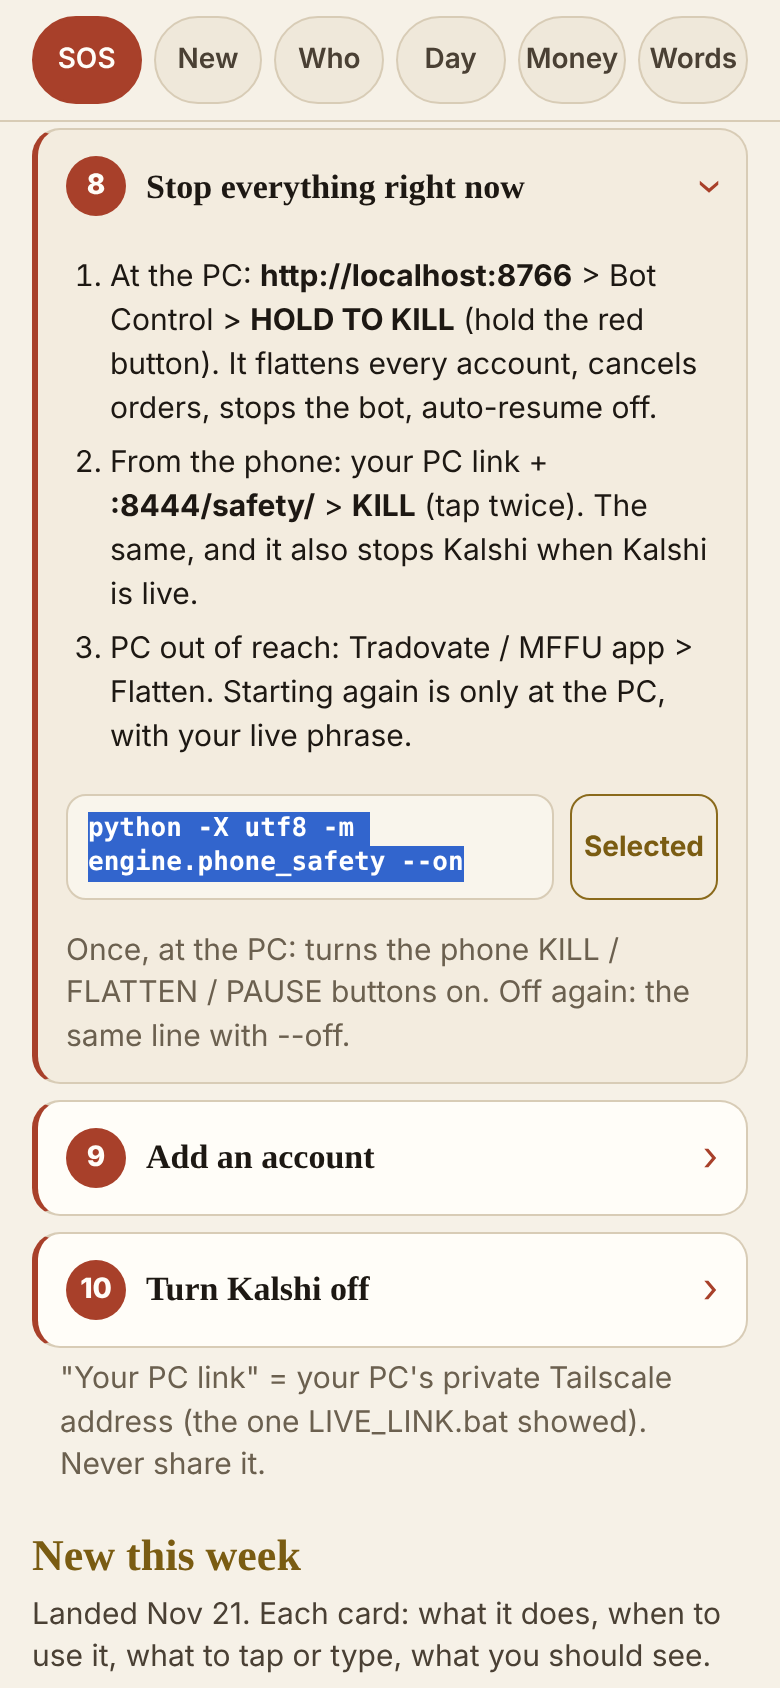 SOS New Who Day Money Words
8 Stop everything right now
1. At the PC: http://localhost:8766 > Bot
Control > HOLD TO KILL (hold the red
button). It flattens every account, cancels
orders, stops the bot, auto-resume off.
2. From the phone: your PC link +
:8444/safety/ > KILL (tap twice). The
same, and it also stops Kalshi when Kalshi
is live.
3. PC out of reach: Tradovate / MFFU app >
Flatten. Starting again is only at the PC,
with your live phrase.
python -X utf8 -m
engine.phone_safety --on
Selected
Once, at the PC: turns the phone KILL /
FLATTEN / PAUSE buttons on. Off again: the
same line with --off.
9 Add an account
10 Turn Kalshi off
"Your PC link" = your PC's private Tailscale
address (the one LIVE_LINK.bat showed).
Never share it.
New this week
Landed Nov 21. Each card: what it does, when to
use it, what to tap or type, what you should see.